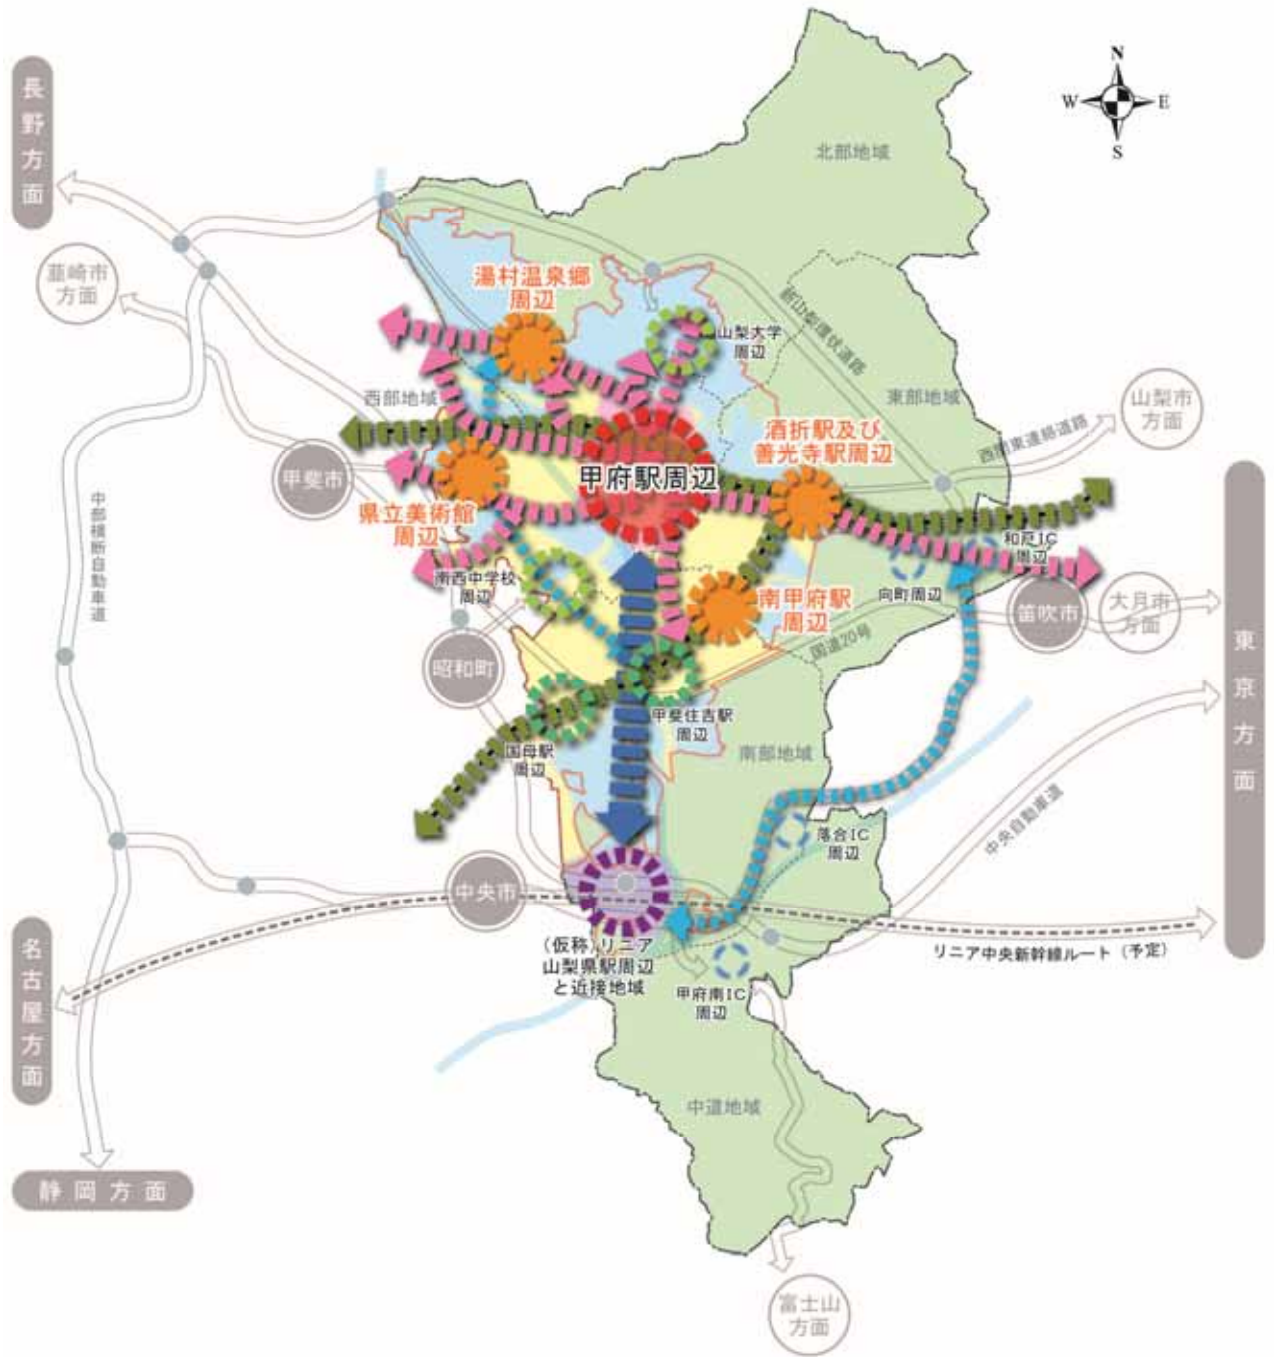 N
W
E
S
長野方面
北部地域
韮崎市
方面
湯村温泉郷
周辺
山梨大学
周辺
新山梨環状道路
西部地域
東部地域
山梨市
方面
酒折駅及び
善光寺駅周辺
西関東連絡道路
甲府駅周辺
甲斐市
県立美術館
周辺
中部横断自動車道
和戸IC
周辺
南西中学校
周辺
向町周辺
南甲府駅
周辺
笛吹市
大月市
方面
国道20号
昭和町
東京方面
甲斐住吉駅
周辺
国母駅
周辺
南部地域
落合IC
周辺
中央自動車道
中央市
名古屋方面
(仮称)リニア
山梨県駅周辺
と近接地域
リニア中央新幹線ルート(予定)
甲府南IC
周辺
中道地域
静岡方面
富士山
方面